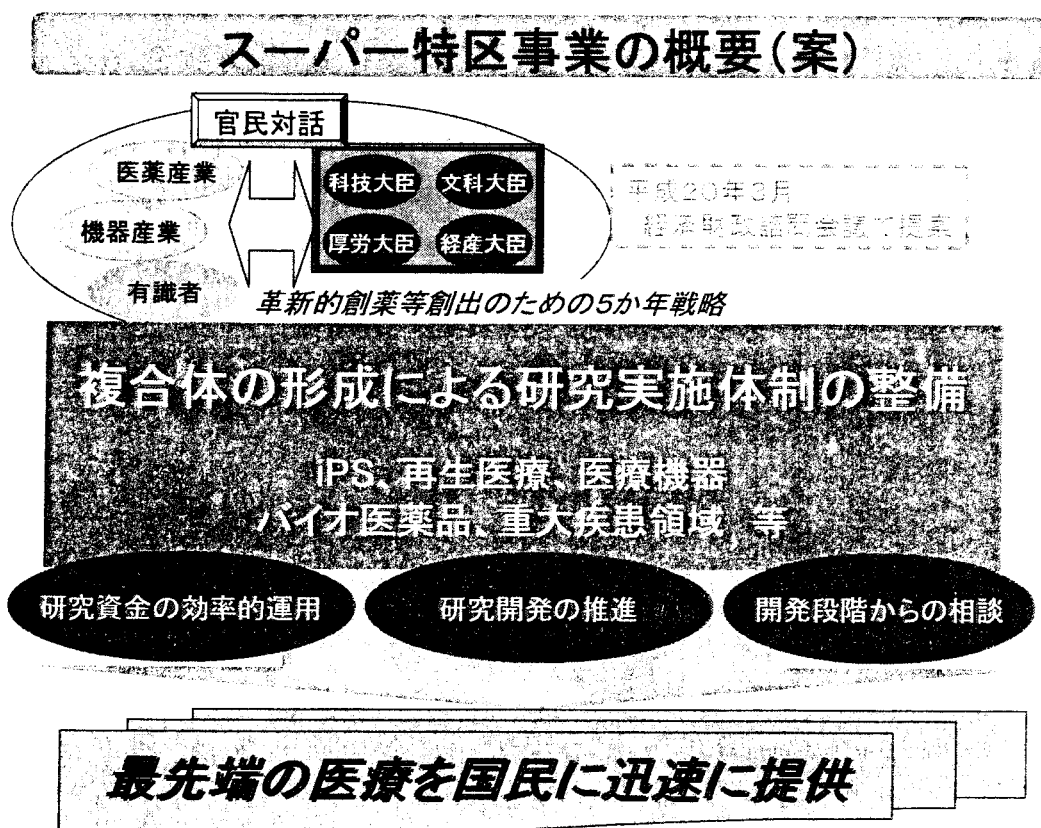 スーパー特区事業の概要(案)
官民対話
医薬産業
機器産業
有識者
科技大臣
文科大臣
厚労大臣
経産大臣
平成20年3月
経済財政諮問会議で提案
革新的創薬等創出のための5か年戦略
複合体の形成による研究実施体制の整備
iPS、再生医療、医療機器
バイオ医薬品、重大疾患領域、等
研究資金の効率的運用
研究開発の推進
開発段階からの相談
最先端の医療を国民に迅速に提供